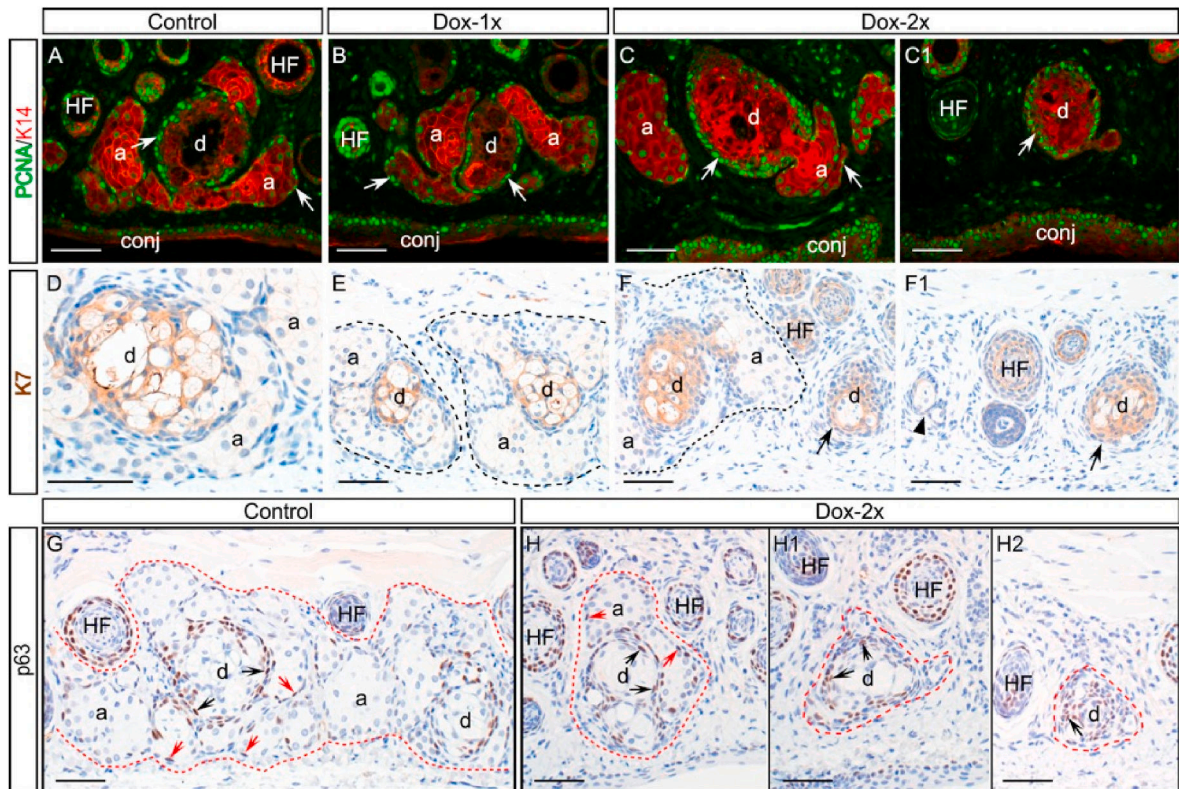 Control Dox-1x Dox-2x
PCNA/K14
A HF HF a d a
B HF a d a
C a d a conj
C1 HF d conj
conj
conj
K7
D d a a
E a d d a
F HF d a d a
F1 HF d
Control Dox-2x
p63
G HF HF d a a d
H HF a HF d
H1 HF HF d
H2 HF d